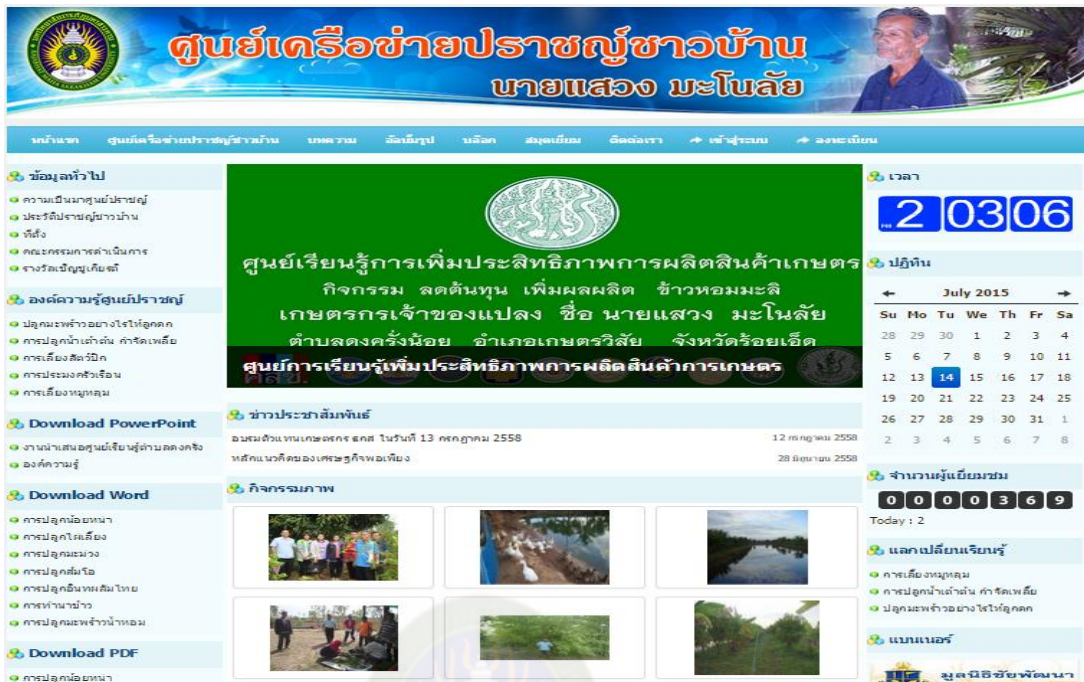 ศูนย์เครือข่ายปราชญ์ชาวบ้าน
นายแสวง มะโนลัย
หน้าแรก ศูนย์เครือข่ายปราชญ์ชาวบ้าน บทความ อัลบั้มรูป บล๊อก สมุดเยี่ยม ติดต่อเรา เข้าสู่ระบบ ลงทะเบียน
ข้อมูลทั่วไป
ความเป็นมาศูนย์ปราชญ์
ประวัติปราชญ์ชาวบ้าน
ที่ตั้ง
คณะกรรมการดำเนินการ
รางวัลเชิญชูเกียรติ
องค์ความรู้ศูนย์ปราชญ์
ปลูกมะพร้าวอย่างไรให้ลูกดก
การปลูกน้ำเต้าต้น กำจัดเพลี้ย
การเลี้ยงสัตว์ปีก
การประมงครัวเรือน
การเลี้ยงหมูหลุม
Download PowerPoint
งานนำเสนอศูนย์เรียนรู้ตำบลดงครั่ง
องค์ความรู้
Download Word
การปลูกน้อยหน่า
การปลูกไผ่เลี้ยง
การปลูกมะม่วง
การปลูกส้มโอ
การปลูกอินทผลัมไทย
การทำนาข้าว
การปลูกมะพร้าวน้ำหอม
Download PDF
การปลูกน้อยหน่า
ศูนย์เรียนรู้การเพิ่มประสิทธิภาพการผลิตสินค้าเกษตร
กิจกรรม ลดต้นทุน เพิ่มผลผลิต ข้าวหอมมะลิ
เกษตรกรเจ้าของแปลง ชื่อ นายแสวง มะโนลัย
ตำบลดงครั่งน้อย อำเภอเกษตรวิสัย จังหวัดร้อยเอ็ด
ศูนย์การเรียนรู้เพิ่มประสิทธิภาพการผลิตสินค้าการเกษตร
ข่าวประชาสัมพันธ์
อบรมตัวแทนเกษตรกร ธกส ในวันที่ 13 กรกฎาคม 2558 12 กรกฎาคม 2558
หลักแนวคิดของเศรษฐกิจพอเพียง 28 มิถุนายน 2558
กิจกรรมภาพ
เวลา
PM 2 03 06
ปฏิทิน
July 2015
Su Mo Tu We Th Fr Sa
28 29 30 1 2 3 4
5 6 7 8 9 10 11
12 13 14 15 16 17 18
19 20 21 22 23 24 25
26 27 28 29 30 31 1
2 3 4 5 6 7 8
จำนวนผู้เยี่ยมชม
0 0 0 0 3 6 9
Today : 2
แลกเปลี่ยนเรียนรู้
การเลี้ยงหมูหลุม
การปลูกน้ำเต้าต้น กำจัดเพลี้ย
ปลูกมะพร้าวอย่างไรให้ลูกดก
แบนเนอร์
มูลนิธิชัยพัฒนา